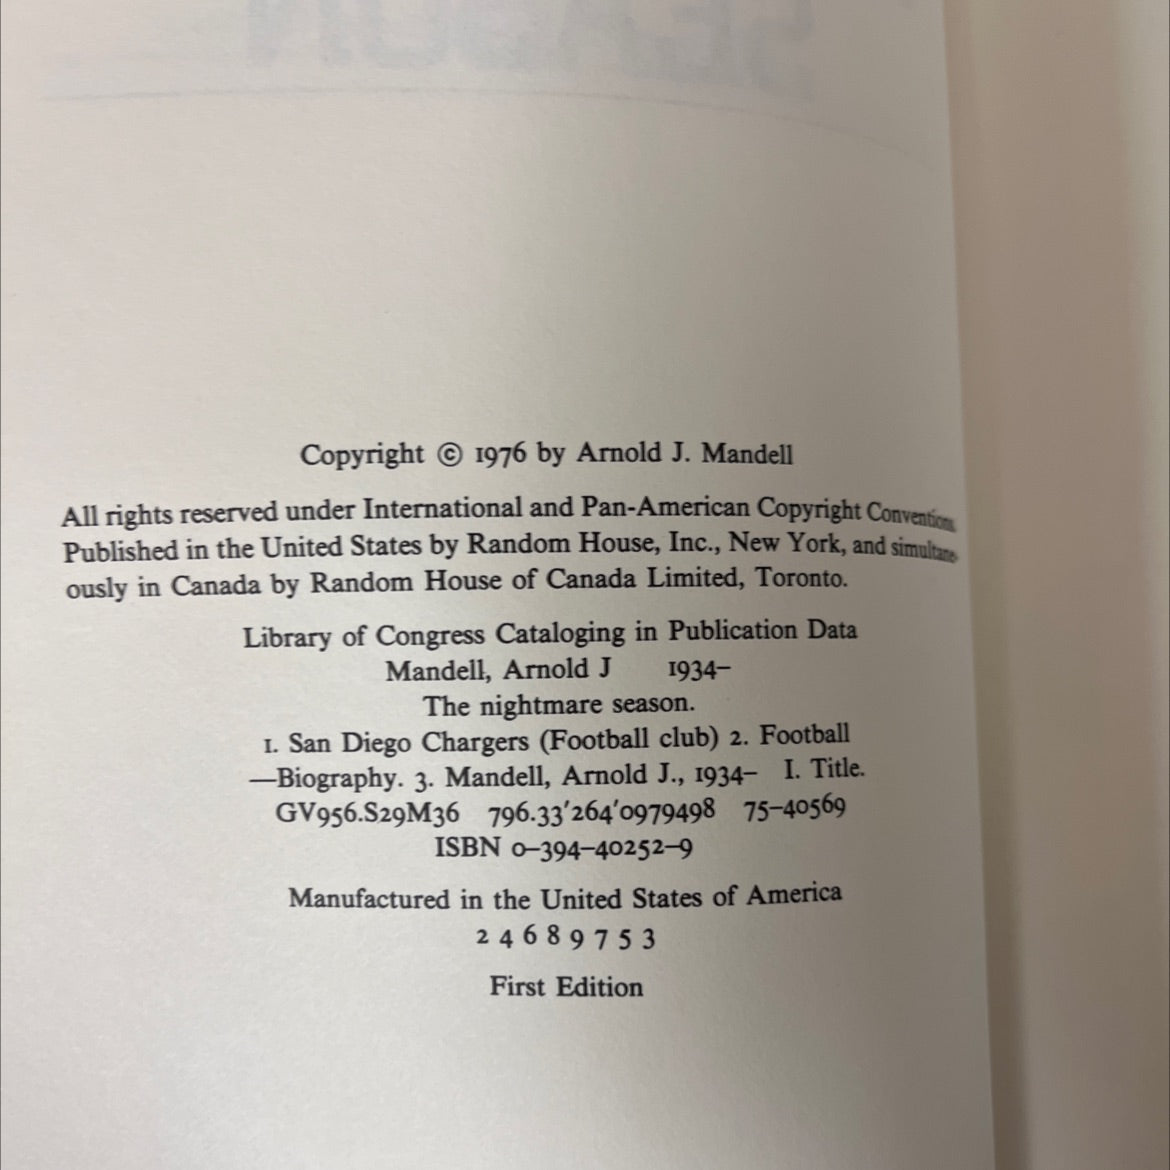 Copyright © 1976 by Arnold J. Mandell
All rights reserved under International and Pan-American Copyright Conventions.
Published in the United States by Random House, Inc., New York, and simultane-
ously in Canada by Random House of Canada Limited, Toronto.
Library of Congress Cataloging in Publication Data
Mandell, Arnold J 1934–
The nightmare season.
1. San Diego Chargers (Football club) 2. Football
—Biography. 3. Mandell, Arnold J., 1934– I. Title.
GV956.S29M36 796.33'264'0979498 75–40569
ISBN 0–394–40252–9
Manufactured in the United States of America
2 4 6 8 9 7 5 3
First Edition